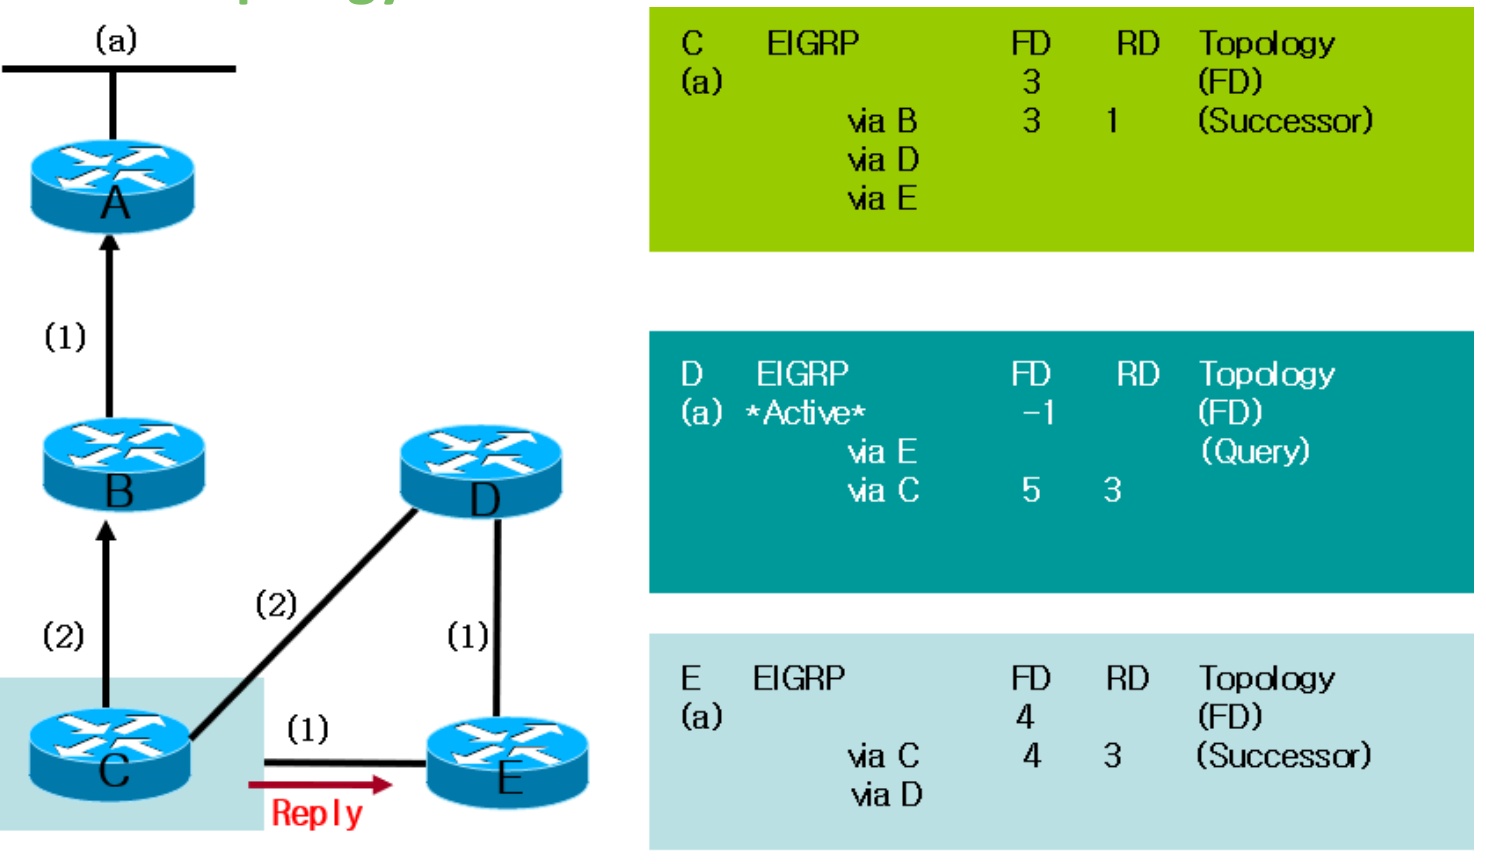 (a)
A
(1)
B
D
(2)
(2)
(1)
C
(1)
E
Reply
C EIGRP FD RD Topology
(a) 3 (FD)
via B 3 1 (Successor)
via D
via E
D EIGRP FD RD Topology
(a) *Active* -1 (FD)
via E (Query)
via C 5 3
E EIGRP FD RD Topology
(a) 4 (FD)
via C 4 3 (Successor)
via D